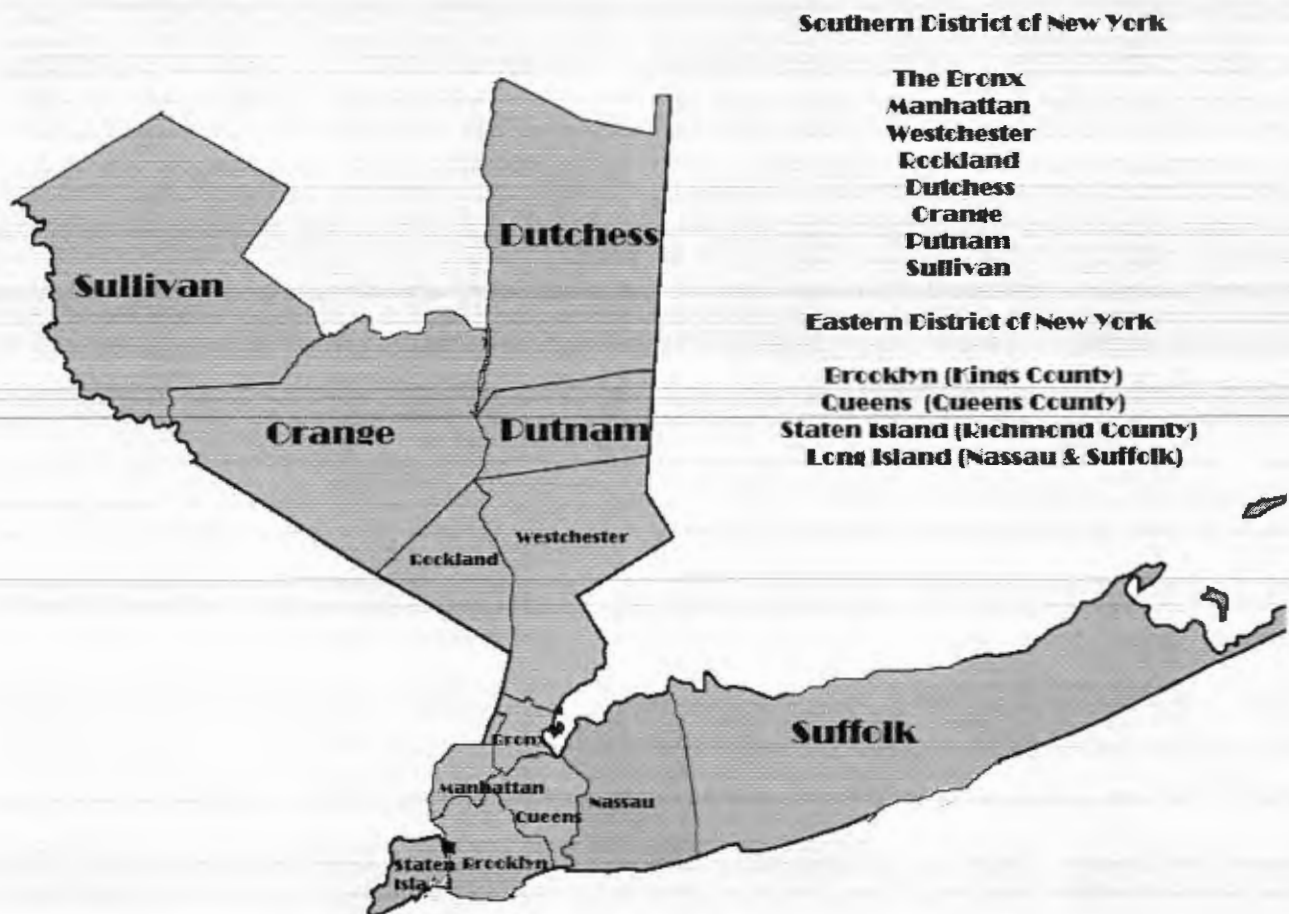 Southern District of New York
The Bronx
Manhattan
Westchester
Rockland
Dutchess
Orange
Putnam
Sullivan
Eastern District of New York
Brooklyn (Kings County)
Queens (Queens County)
Staten Island (Richmond County)
Long Island (Nassau & Suffolk)
Dutchess
Sullivan
Orange
Putnam
Westchester
Rockland
Suffolk
Bronx
Manhattan
Nassau
Queens
Staten
Island
Brooklyn